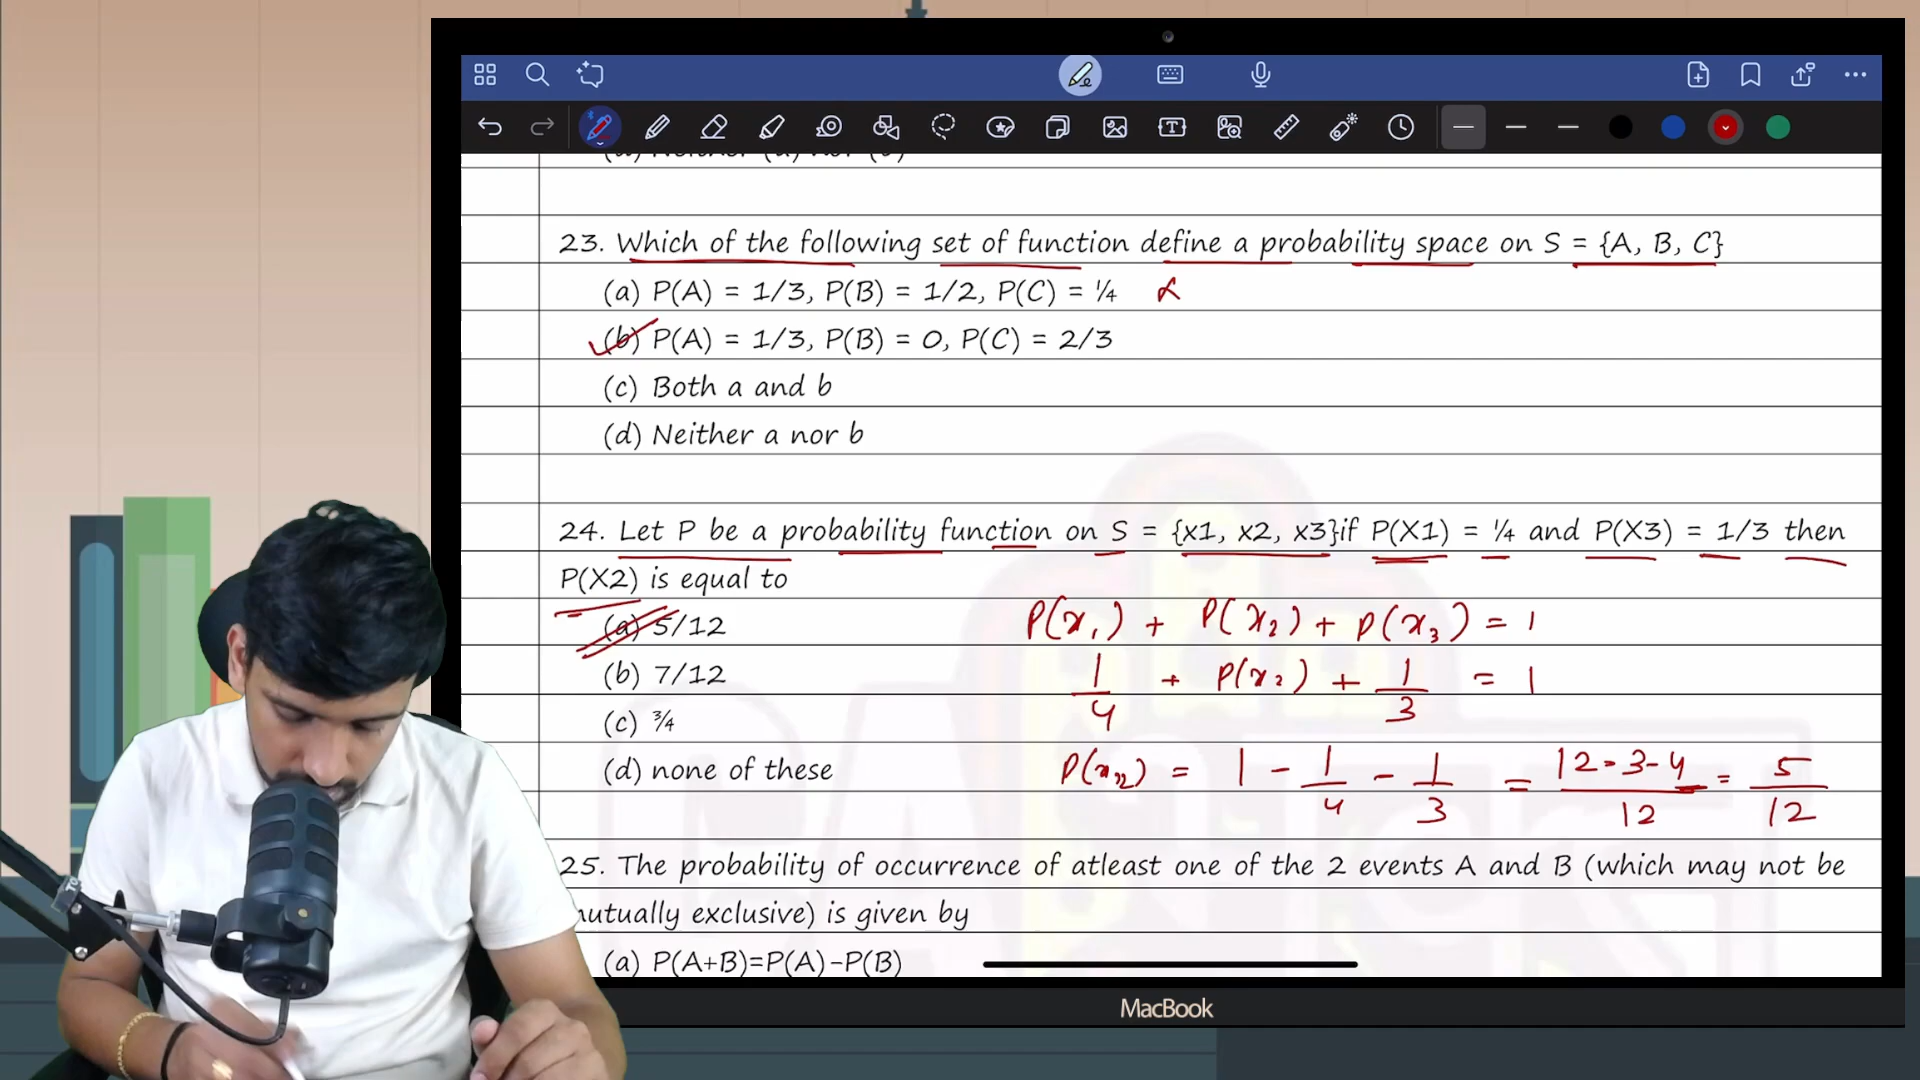 23. Which of the following set of function define a probability space on S = {A, B, C}
(a) P(A) = 1/3, P(B) = 1/2, P(C) = ¼
(b) P(A) = 1/3, P(B) = 0, P(C) = 2/3
(c) Both a and b
(d) Neither a nor b
24. Let P be a probability function on S = {x1, x2, x3}if P(X1) = ¼ and P(X3) = 1/3 then
P(X2) is equal to
(a) 5/12
P(x₁) + P(x₂) + P(x₃) = 1
(b) 7/12
1/4 + P(x₂) + 1/3 = 1
(c) ¾
(d) none of these
P(x₂) = 1 - 1/4 - 1/3 = 12-3-4/12 = 5/12
25. The probability of occurrence of atleast one of the 2 events A and B (which may not be
mutually exclusive) is given by
(a) P(A+B)=P(A)-P(B)
MacBook